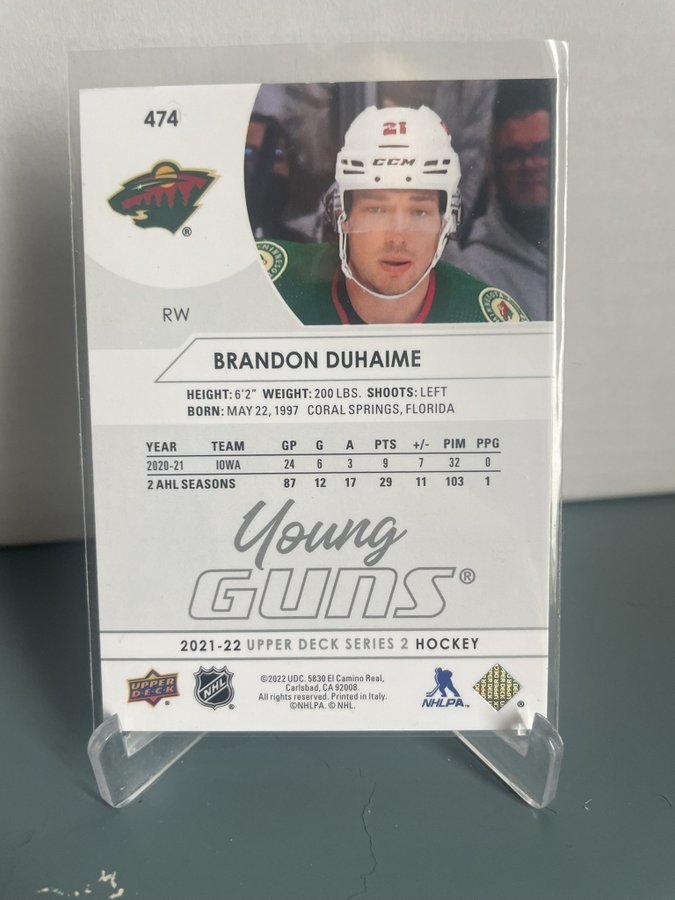 474
21
CCM
MINNESOTA
®
RW
BRANDON DUHAIME
HEIGHT: 6'2" WEIGHT: 200 LBS. SHOOTS: LEFT
BORN: MAY 22, 1997 CORAL SPRINGS, FLORIDA
YEAR TEAM GP G A PTS +/- PIM PPG
2020-21 IOWA 24 6 3 9 7 32 0
2 AHL SEASONS 87 12 17 29 11 103 1
Young
GUNS®
2021-22 UPPER DECK SERIES 2 HOCKEY
UPPER
DECK
NHL
©2022 UDC. 5830 El Camino Real,
Carlsbad, CA 92008.
All rights reserved. Printed in Italy.
©NHLPA. © NHL.
NHLPA™
®